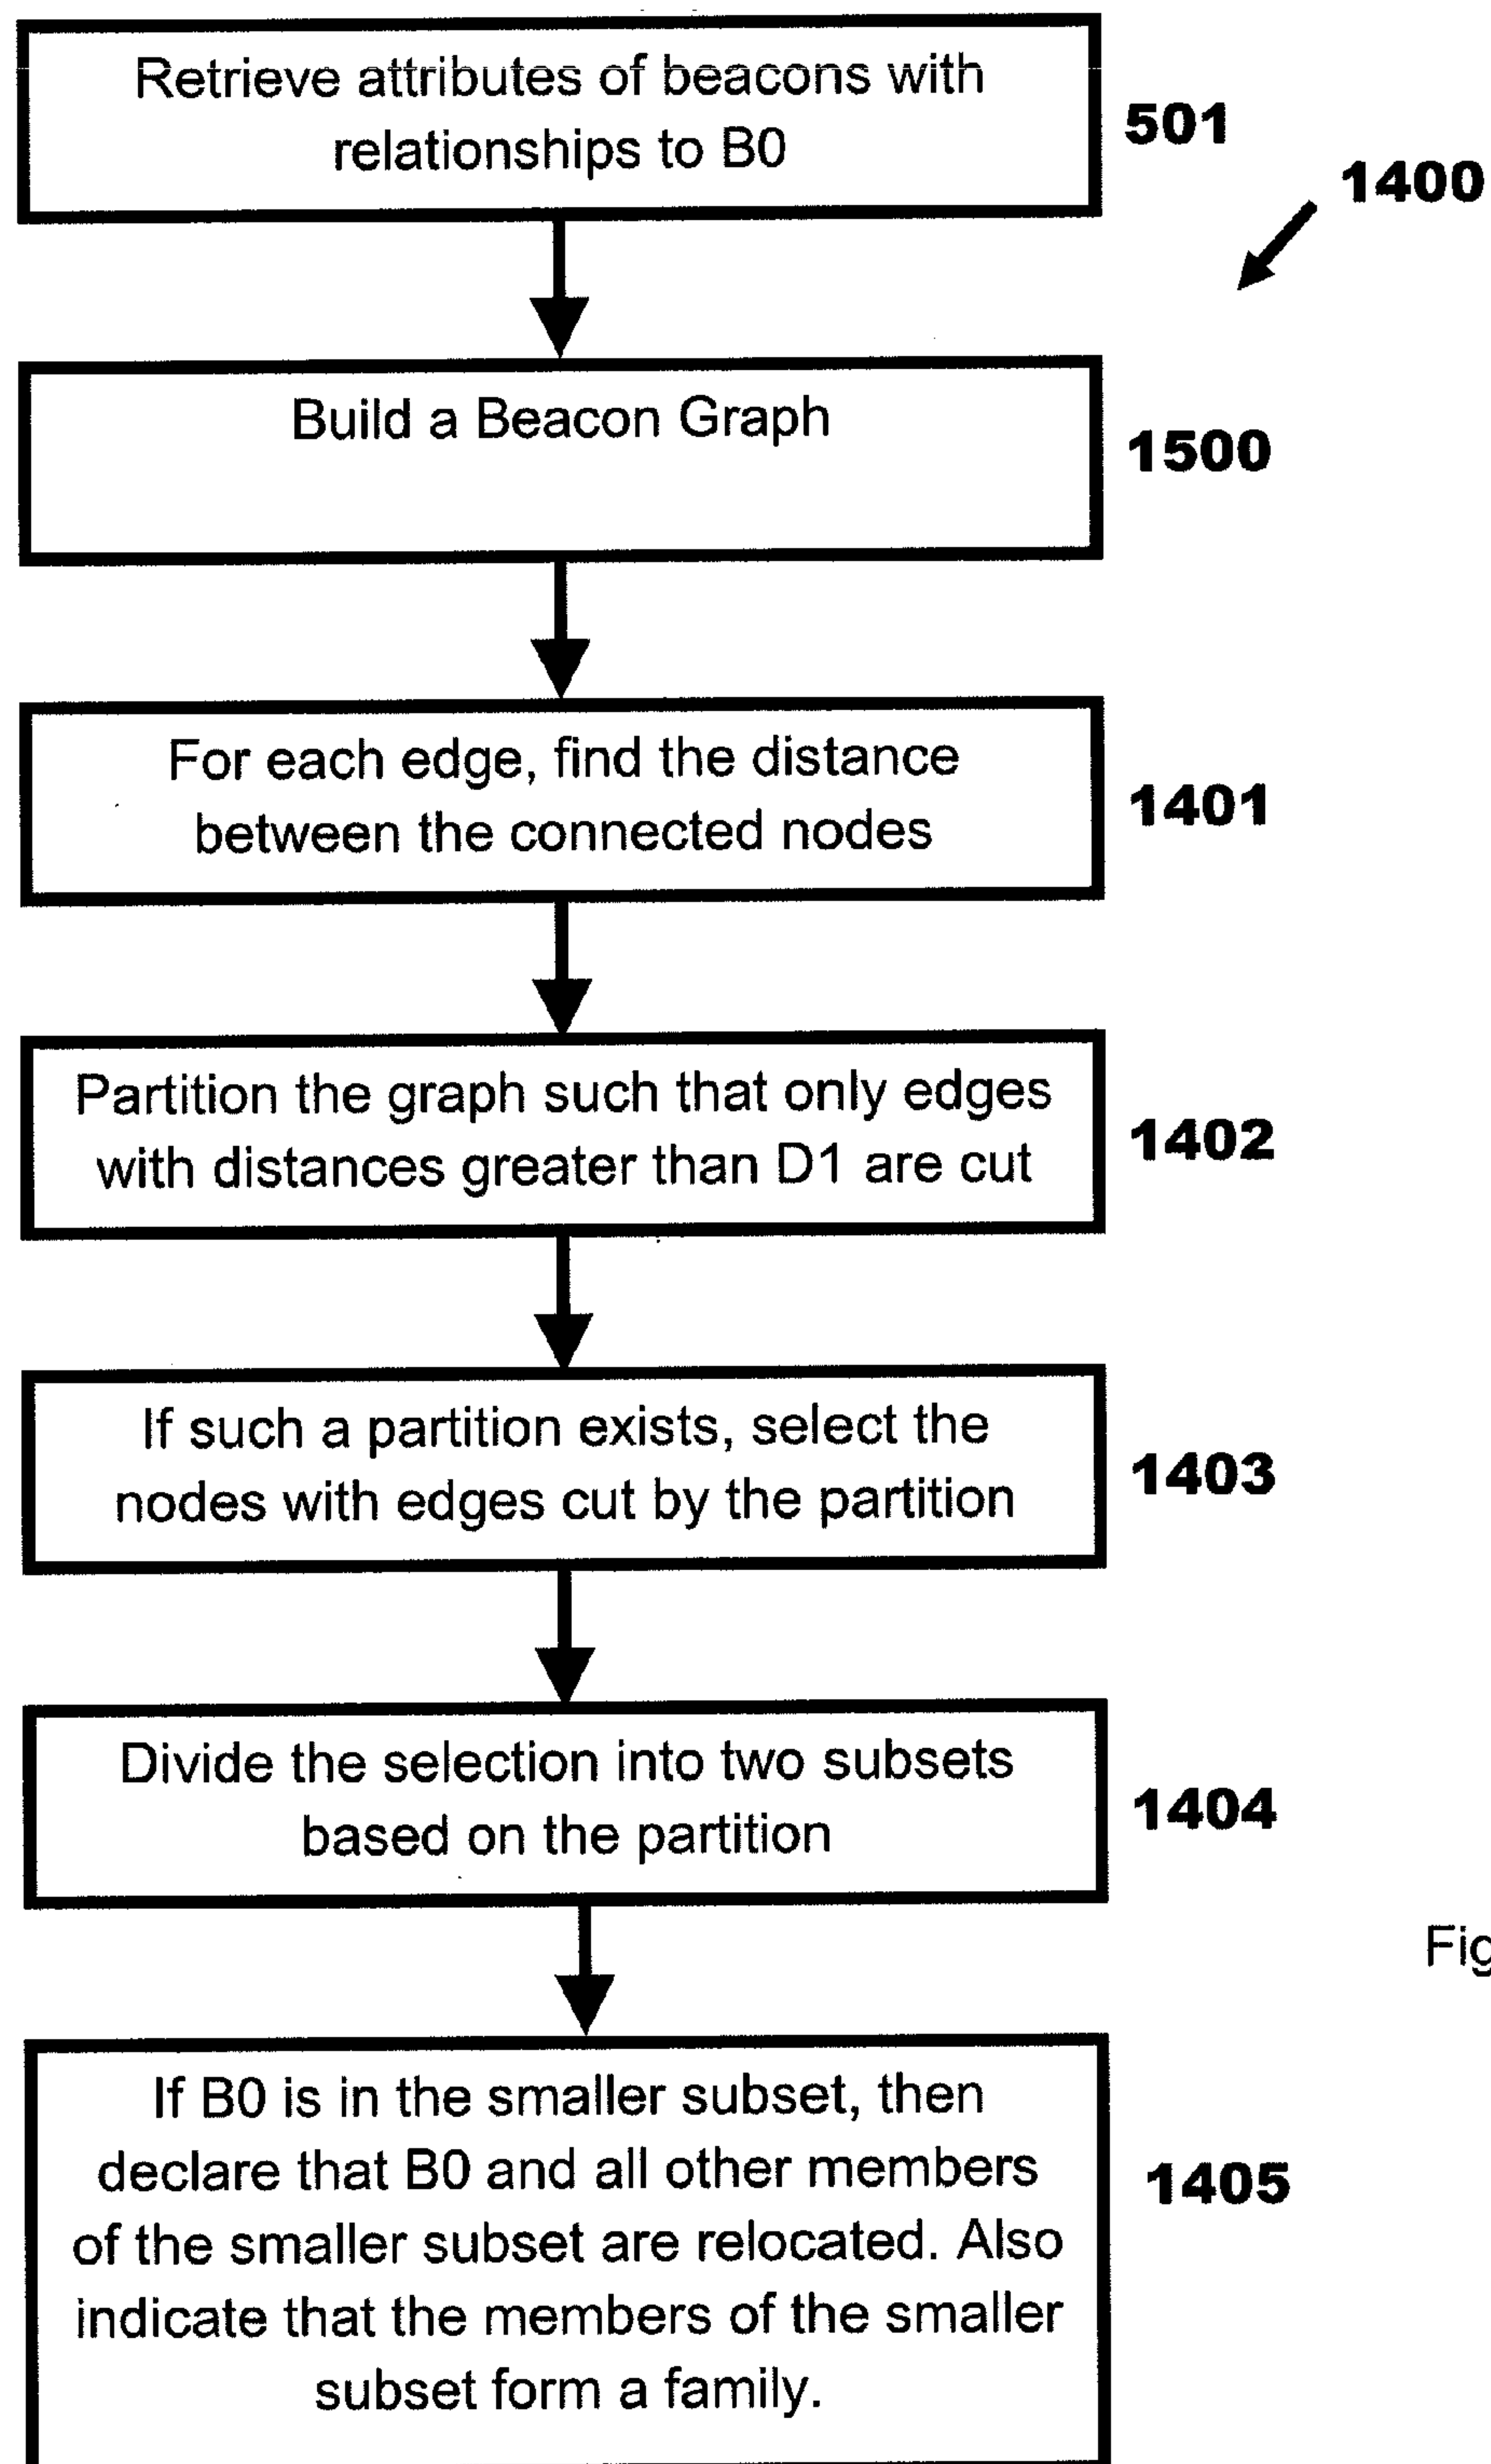 Retrieve attributes of beacons with
relationships to B0
501
1400
Build a Beacon Graph
1500
For each edge, find the distance
between the connected nodes
1401
Partition the graph such that only edges
with distances greater than D1 are cut
1402
If such a partition exists, select the
nodes with edges cut by the partition
1403
Divide the selection into two subsets
based on the partition
1404
Fig
If B0 is in the smaller subset, then
declare that B0 and all other members
of the smaller subset are relocated. Also
indicate that the members of the smaller
subset form a family.
1405